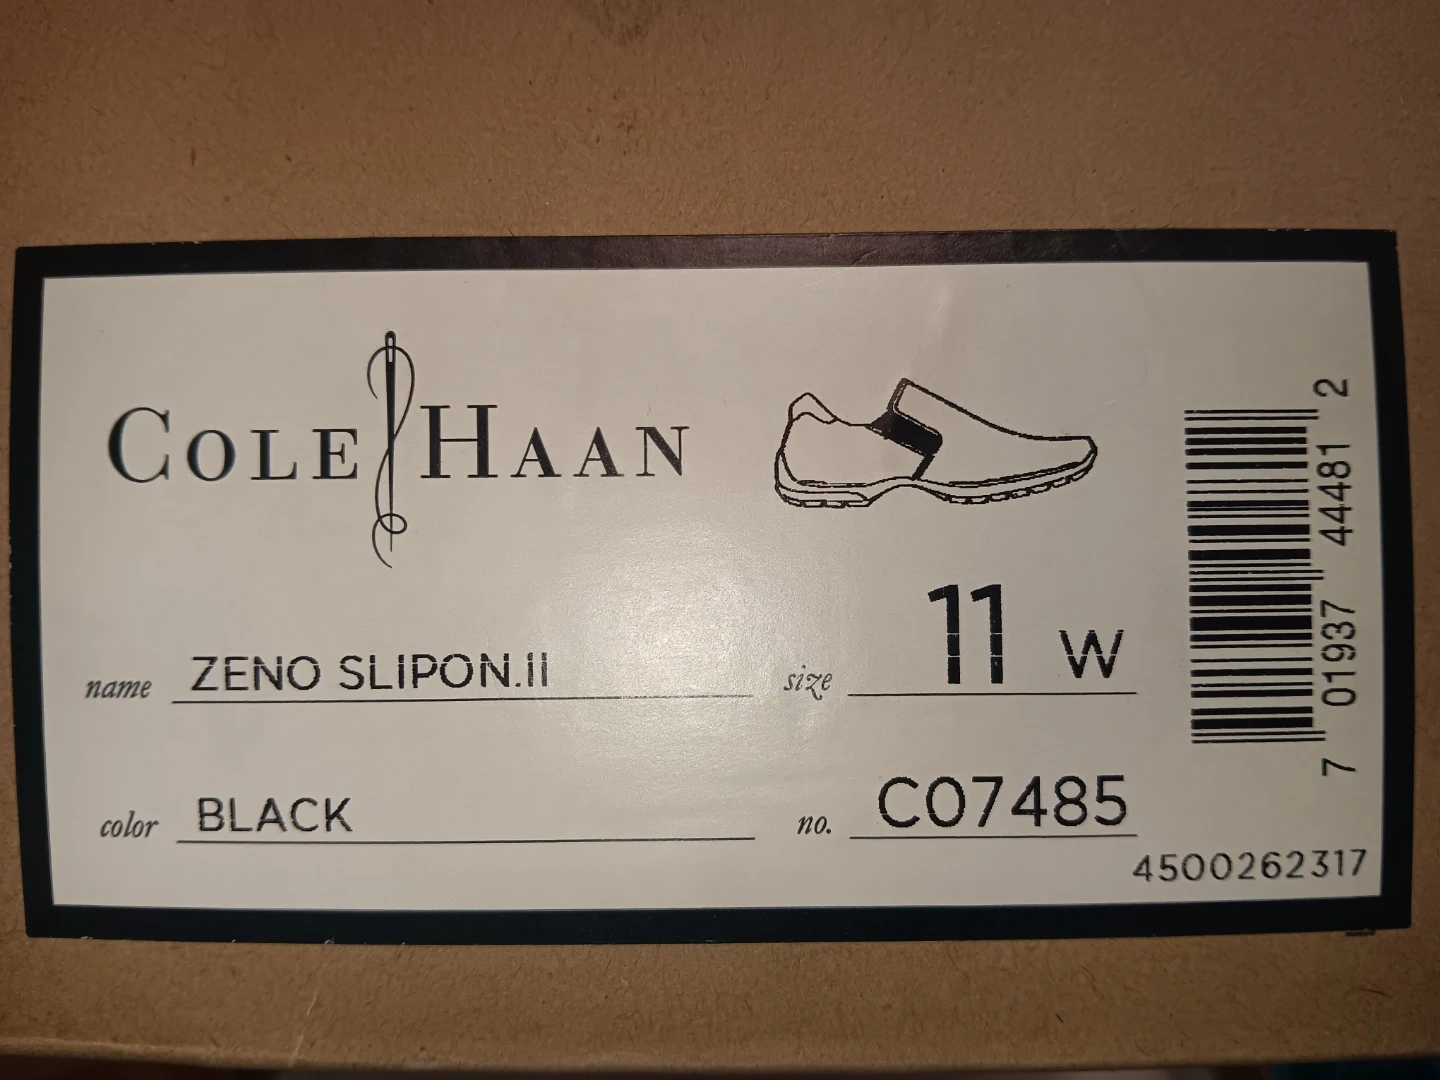 COLE HAAN
name ZENO SLIPON.II
size 11 W
color BLACK
no. C07485
7 01937 44481 2
4500262317